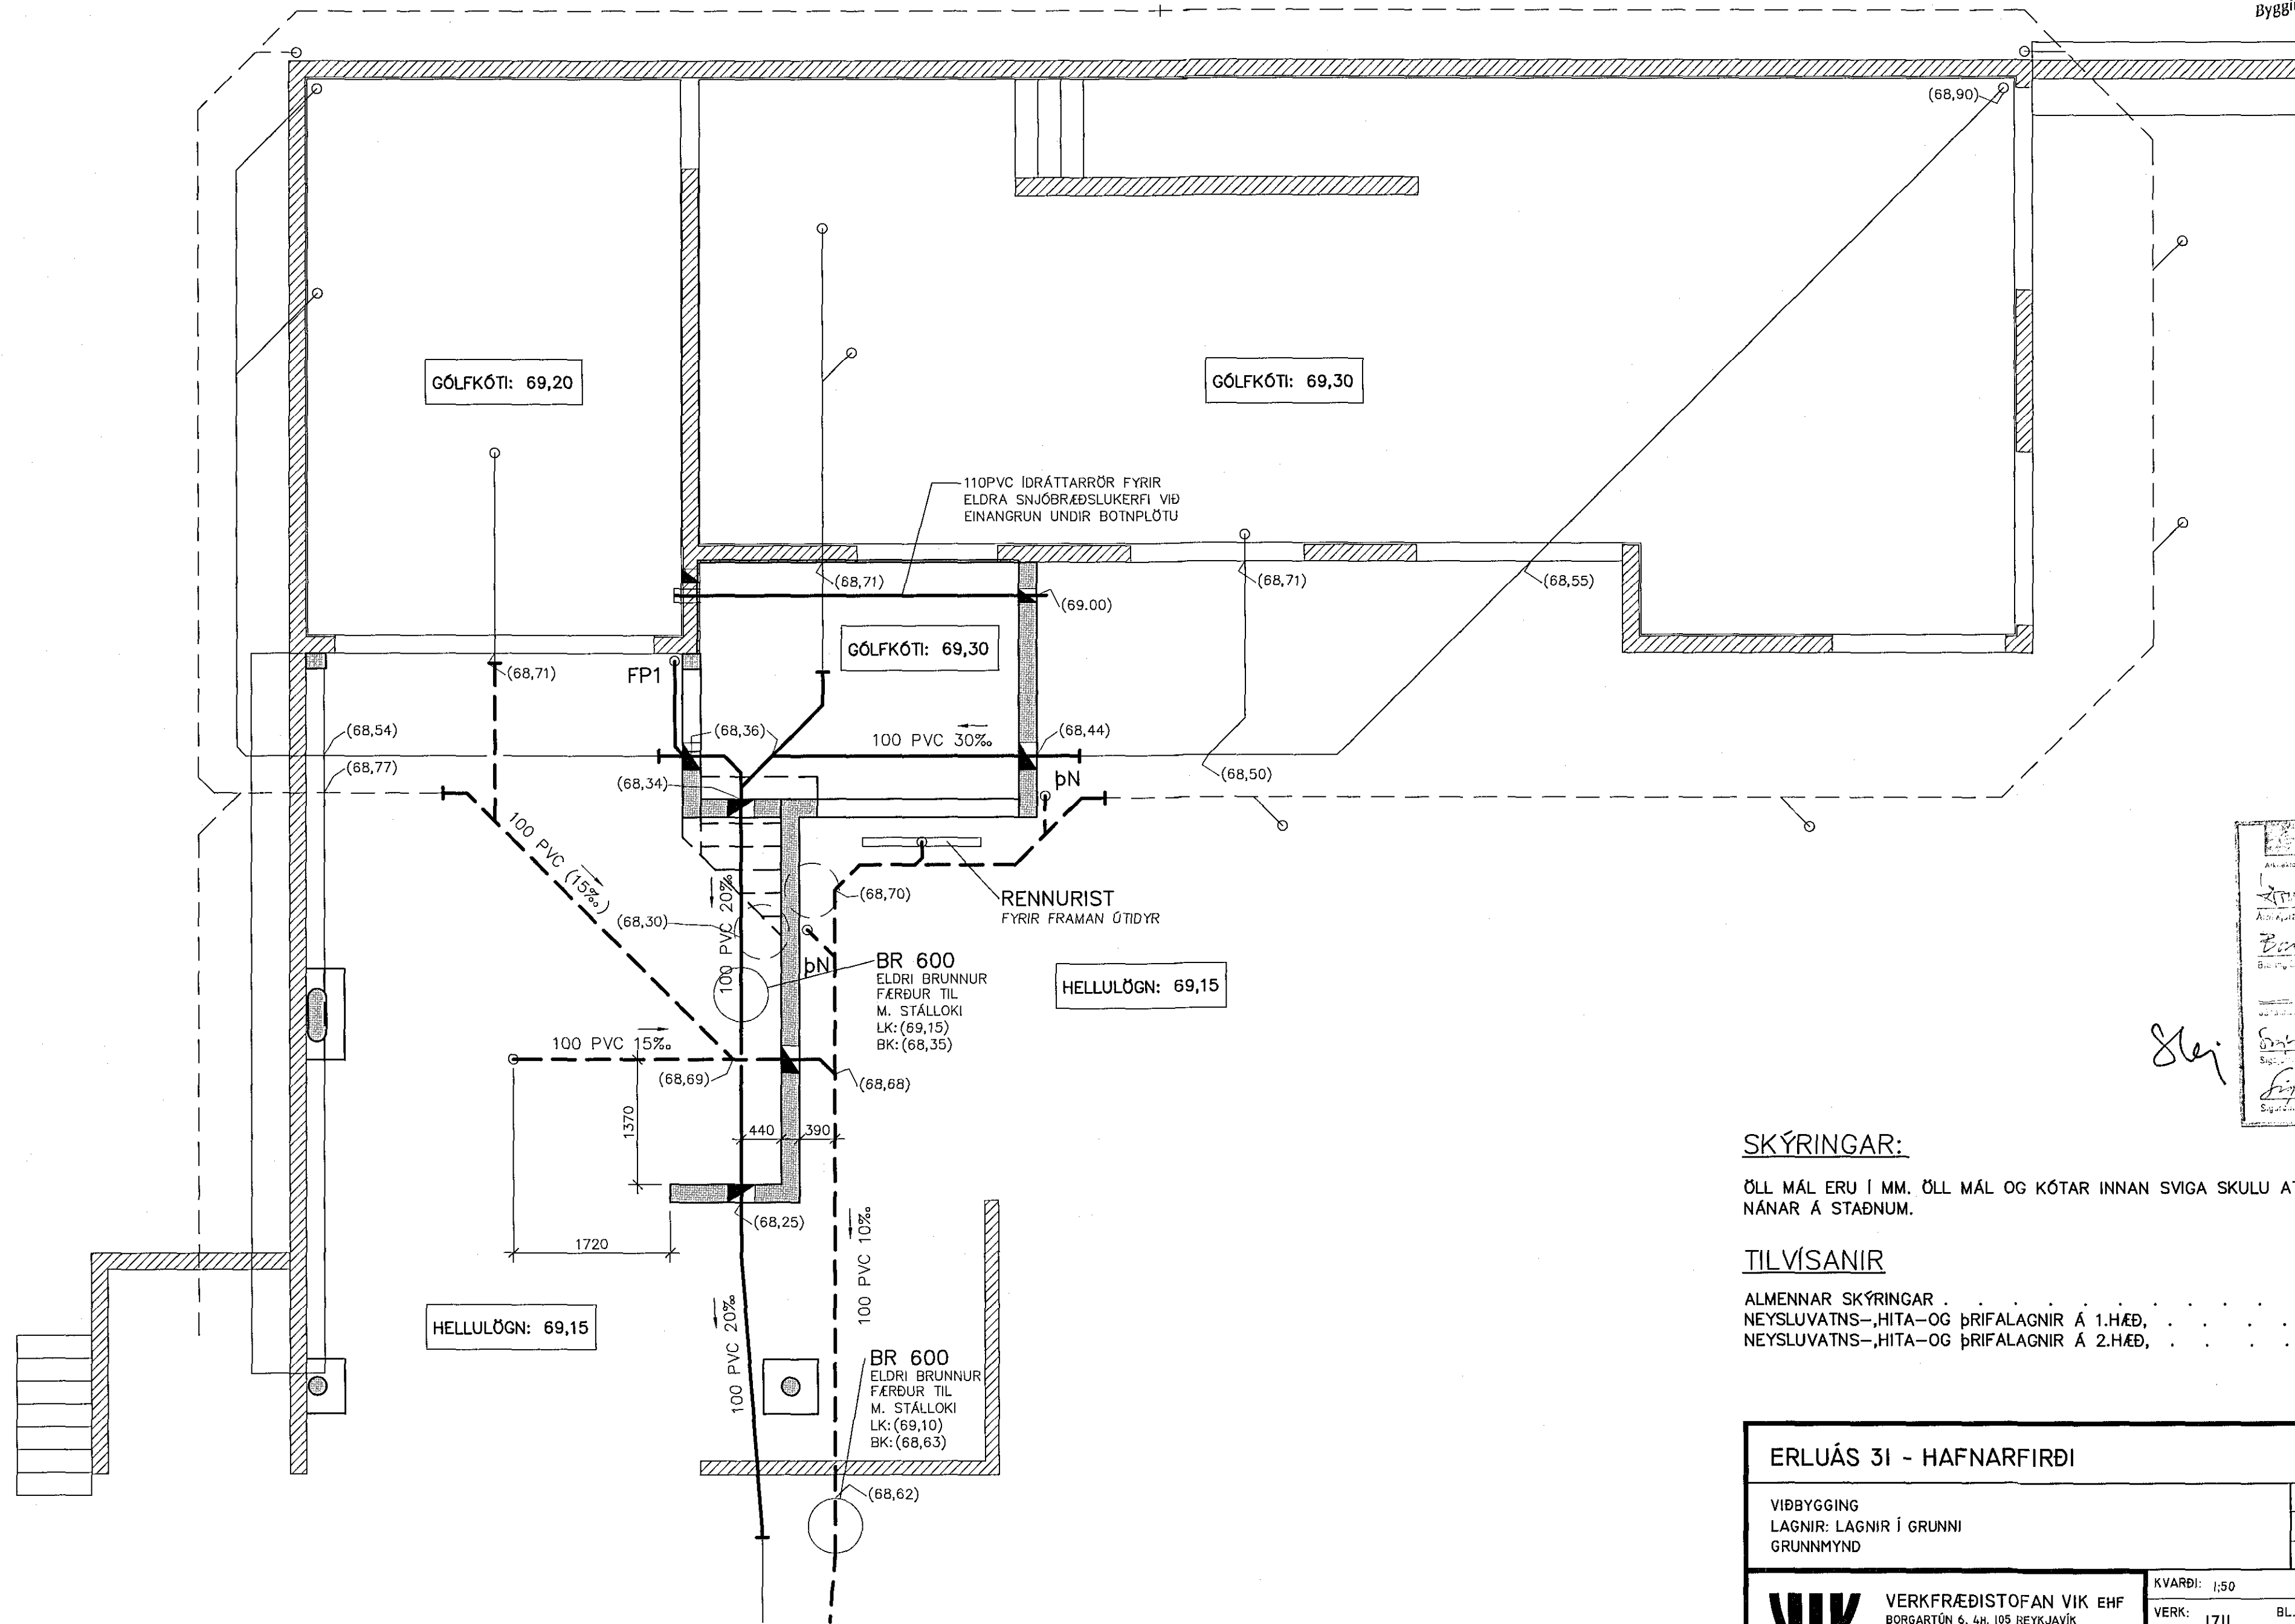 (68,90)
GÓLFKÓTI: 69,20
GÓLFKÓTI: 69,30
110PVC ÍDRÁTTARRÖR FYRIR
ELDRA SNJÓBRÆÐSLUKERFI VIÐ
EINANGRUN UNDIR BOTNPLÖTU
(68,71)
(68,71)
(68,55)
(69.00)
GÓLFKÓTI: 69,30
FP1
(68,71)
(68,54)
(68,36)
100 PVC 30‰
(68,44)
(68,77)
(68,34)
(68,50)
þN
100 PVC (15‰)
100 PVC 20‰
(68,70)
RENNURIST
FYRIR FRAMAN ÚTIDYR
(68,30)
þN
BR 600
ELDRI BRUNNUR
FÆRÐUR TIL
M. STÁLLOKI
LK:(69,15)
BK:(68,35)
HELLULÖGN: 69,15
100 PVC 15‰
(68,69)
(68,68)
1370
440
390
(68,25)
1720
100 PVC 10‰
100 PVC 20‰
HELLULÖGN: 69,15
BR 600
ELDRI BRUNNUR
FÆRÐUR TIL
M. STÁLLOKI
LK:(69,10)
BK:(68,63)
(68,62)
SKÝRINGAR:
ÖLL MÁL ERU Í MM. ÖLL MÁL OG KÓTAR INNAN SVIGA SKULU AT
NÁNAR Á STAÐNUM.
TILVÍSANIR
ALMENNAR SKÝRINGAR . . . . . . . . . .
NEYSLUVATNS-,HITA-OG þRIFALAGNIR Á 1.HÆÐ, . . . .
NEYSLUVATNS-,HITA-OG þRIFALAGNIR Á 2.HÆÐ, . . . .
ERLUÁS 31 - HAFNARFIRÐI
VIÐBYGGING
LAGNIR: LAGNIR Í GRUNNI
GRUNNMYND
VIK
VERKFRÆÐISTOFAN VIK EHF
BORGARTÚN 6, 4H. 105 REYKJAVÍK
KVARÐI: 1:50
VERK: 1711